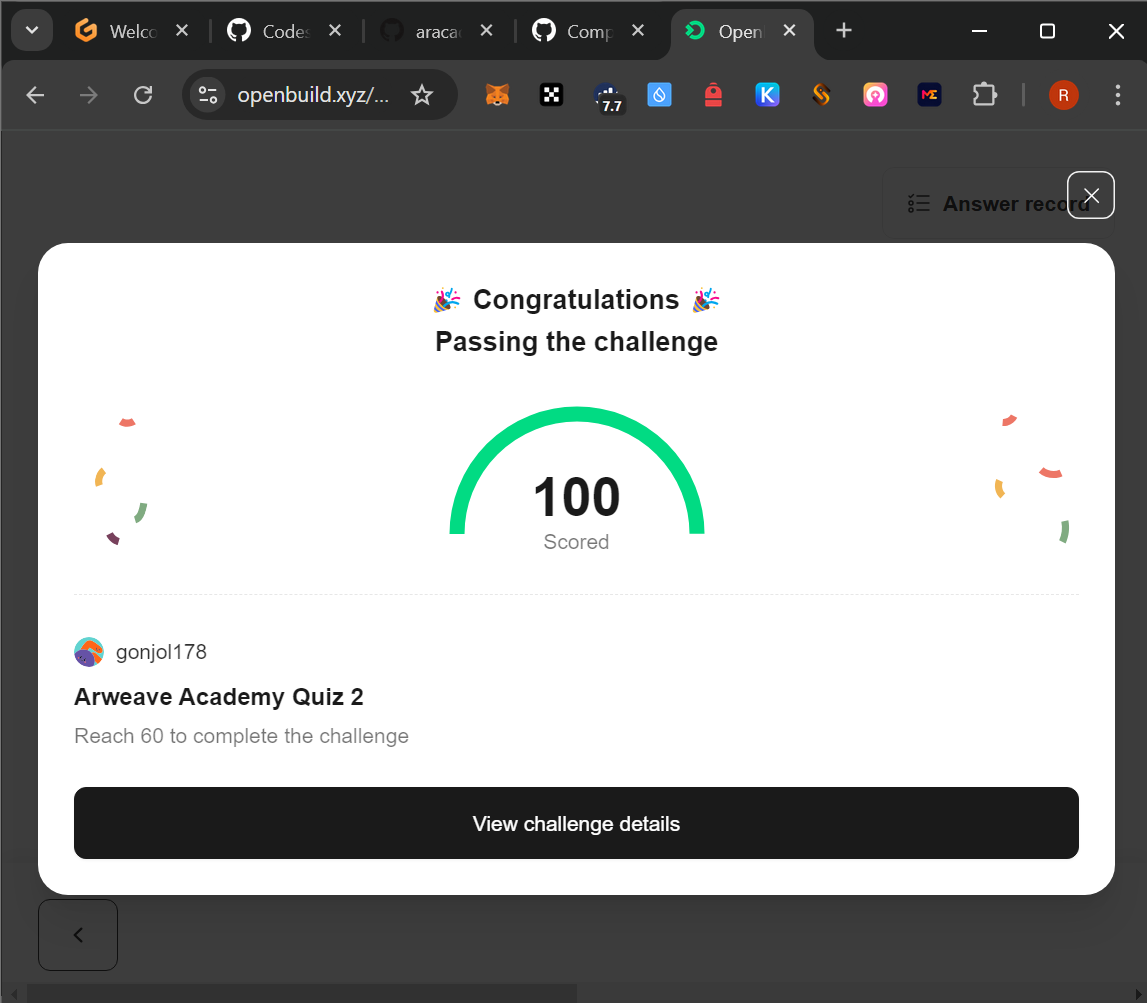 Welco
Codes
araca
Comp
Open
openbuild.xyz/...
7.7
K
R
Answer record
🎉 Congratulations 🎉
Passing the challenge
100
Scored
gonjol178
Arweave Academy Quiz 2
Reach 60 to complete the challenge
View challenge details